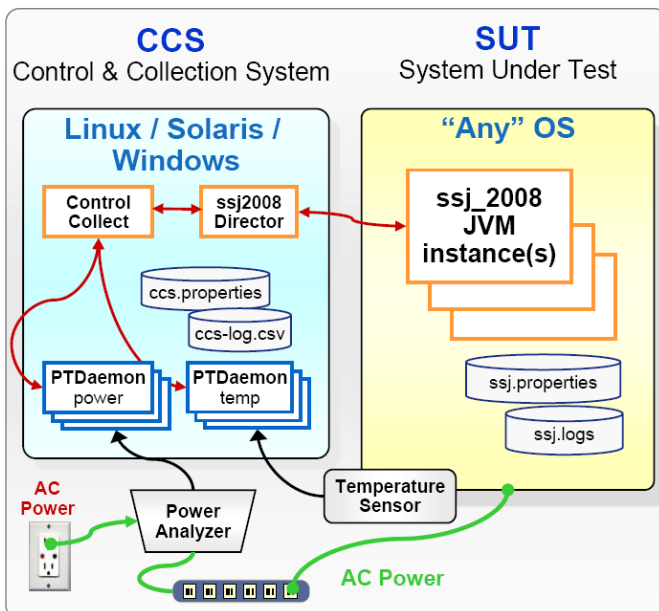 CCS
Control & Collection System
SUT
System Under Test
Linux / Solaris /
Windows
Control
Collect
ssj2008
Director
ccs.properties
ccs-log.csv
PTDaemon
power
PTDaemon
temp
“Any” OS
ssj_2008
JVM
instance(s)
ssj.properties
ssj.logs
AC
Power
Power
Analyzer
Temperature
Sensor
AC Power